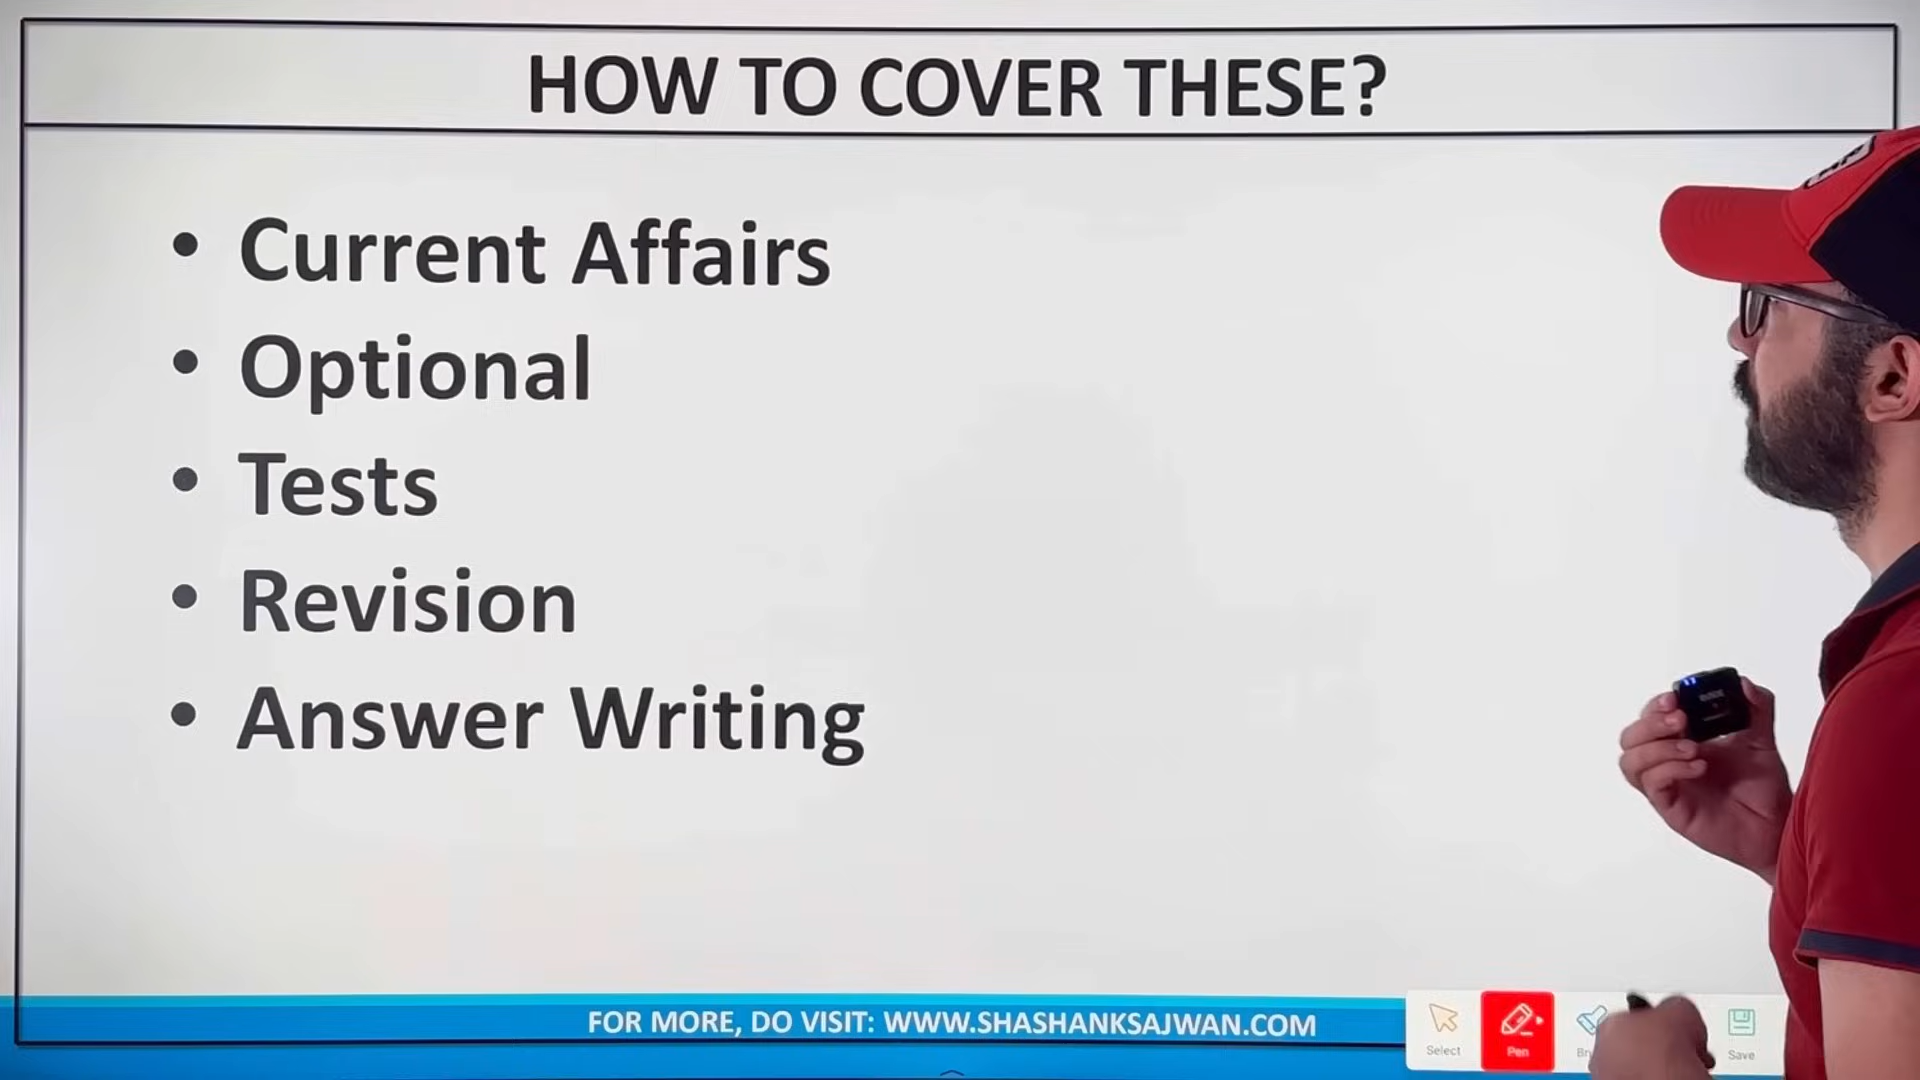 HOW TO COVER THESE?
• Current Affairs
• Optional
• Tests
• Revision
• Answer Writing
FOR MORE, DO VISIT: WWW.SHASHANKSAJWAN.COM
Select
Pen
Save